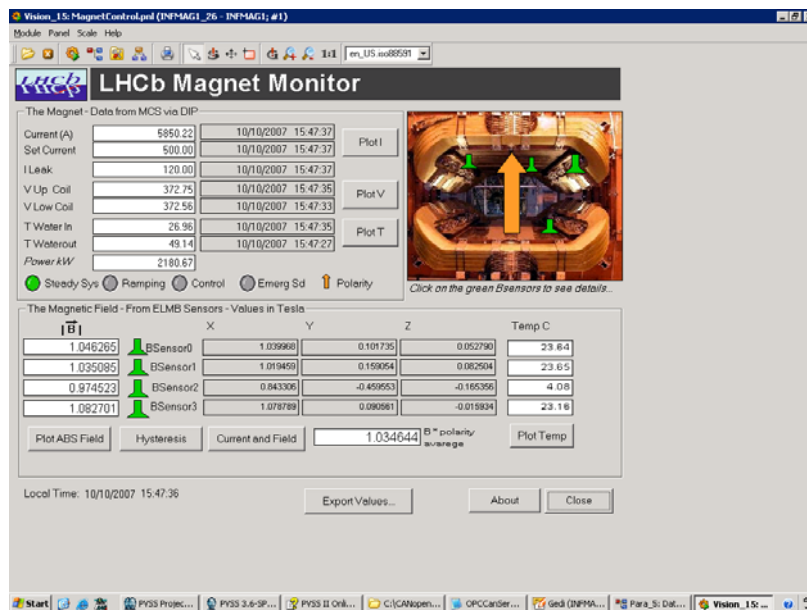 Vision_15: MagnetControl.pnl (INFMAG1_26 - INFMAG1; #1)
Module Panel Scale Help
1:1 en_US.iso88591
LHCb LHCb Magnet Monitor
The Magnet - Data from MCS via DIP
Current (A) 5850.22 10/10/2007 15:47:37 Plot I
Set Current 500.00 10/10/2007 15:47:37
I Leak 120.00 10/10/2007 15:47:37
V Up Coil 372.75 10/10/2007 15:47:35 Plot V
V Low Coil 372.56 10/10/2007 15:47:33
T Water In 26.96 10/10/2007 15:47:35 Plot T
T Waterout 49.14 10/10/2007 15:47:27
Power kW 2180.67
Steady Sys Ramping Control Emerg Sd Polarity
Click on the green Bsensors to see details...
The Magnetic Field - From ELMB Sensors - Values in Tesla
|B| X Y Z Temp C
1.046265 BSensor0 1.039968 0.101735 0.052790 23.64
1.035085 BSensor1 1.019459 0.159054 0.082504 23.65
0.974523 BSensor2 0.843306 -0.459553 -0.165356 4.08
1.082701 BSensor3 1.078789 0.090561 -0.015934 23.16
Plot ABS Field Hysteresis Current and Field 1.034644 B * polarity avarege Plot Temp
Local Time: 10/10/2007 15:47:36
Export Values... About Close
Start PVSS Projec... PVSS 3.6-SP... PVSS II Onli... C:\CANopen... OPCCanSer... Gedi (INFMA... Para_5: Dat... Vision_15: ...